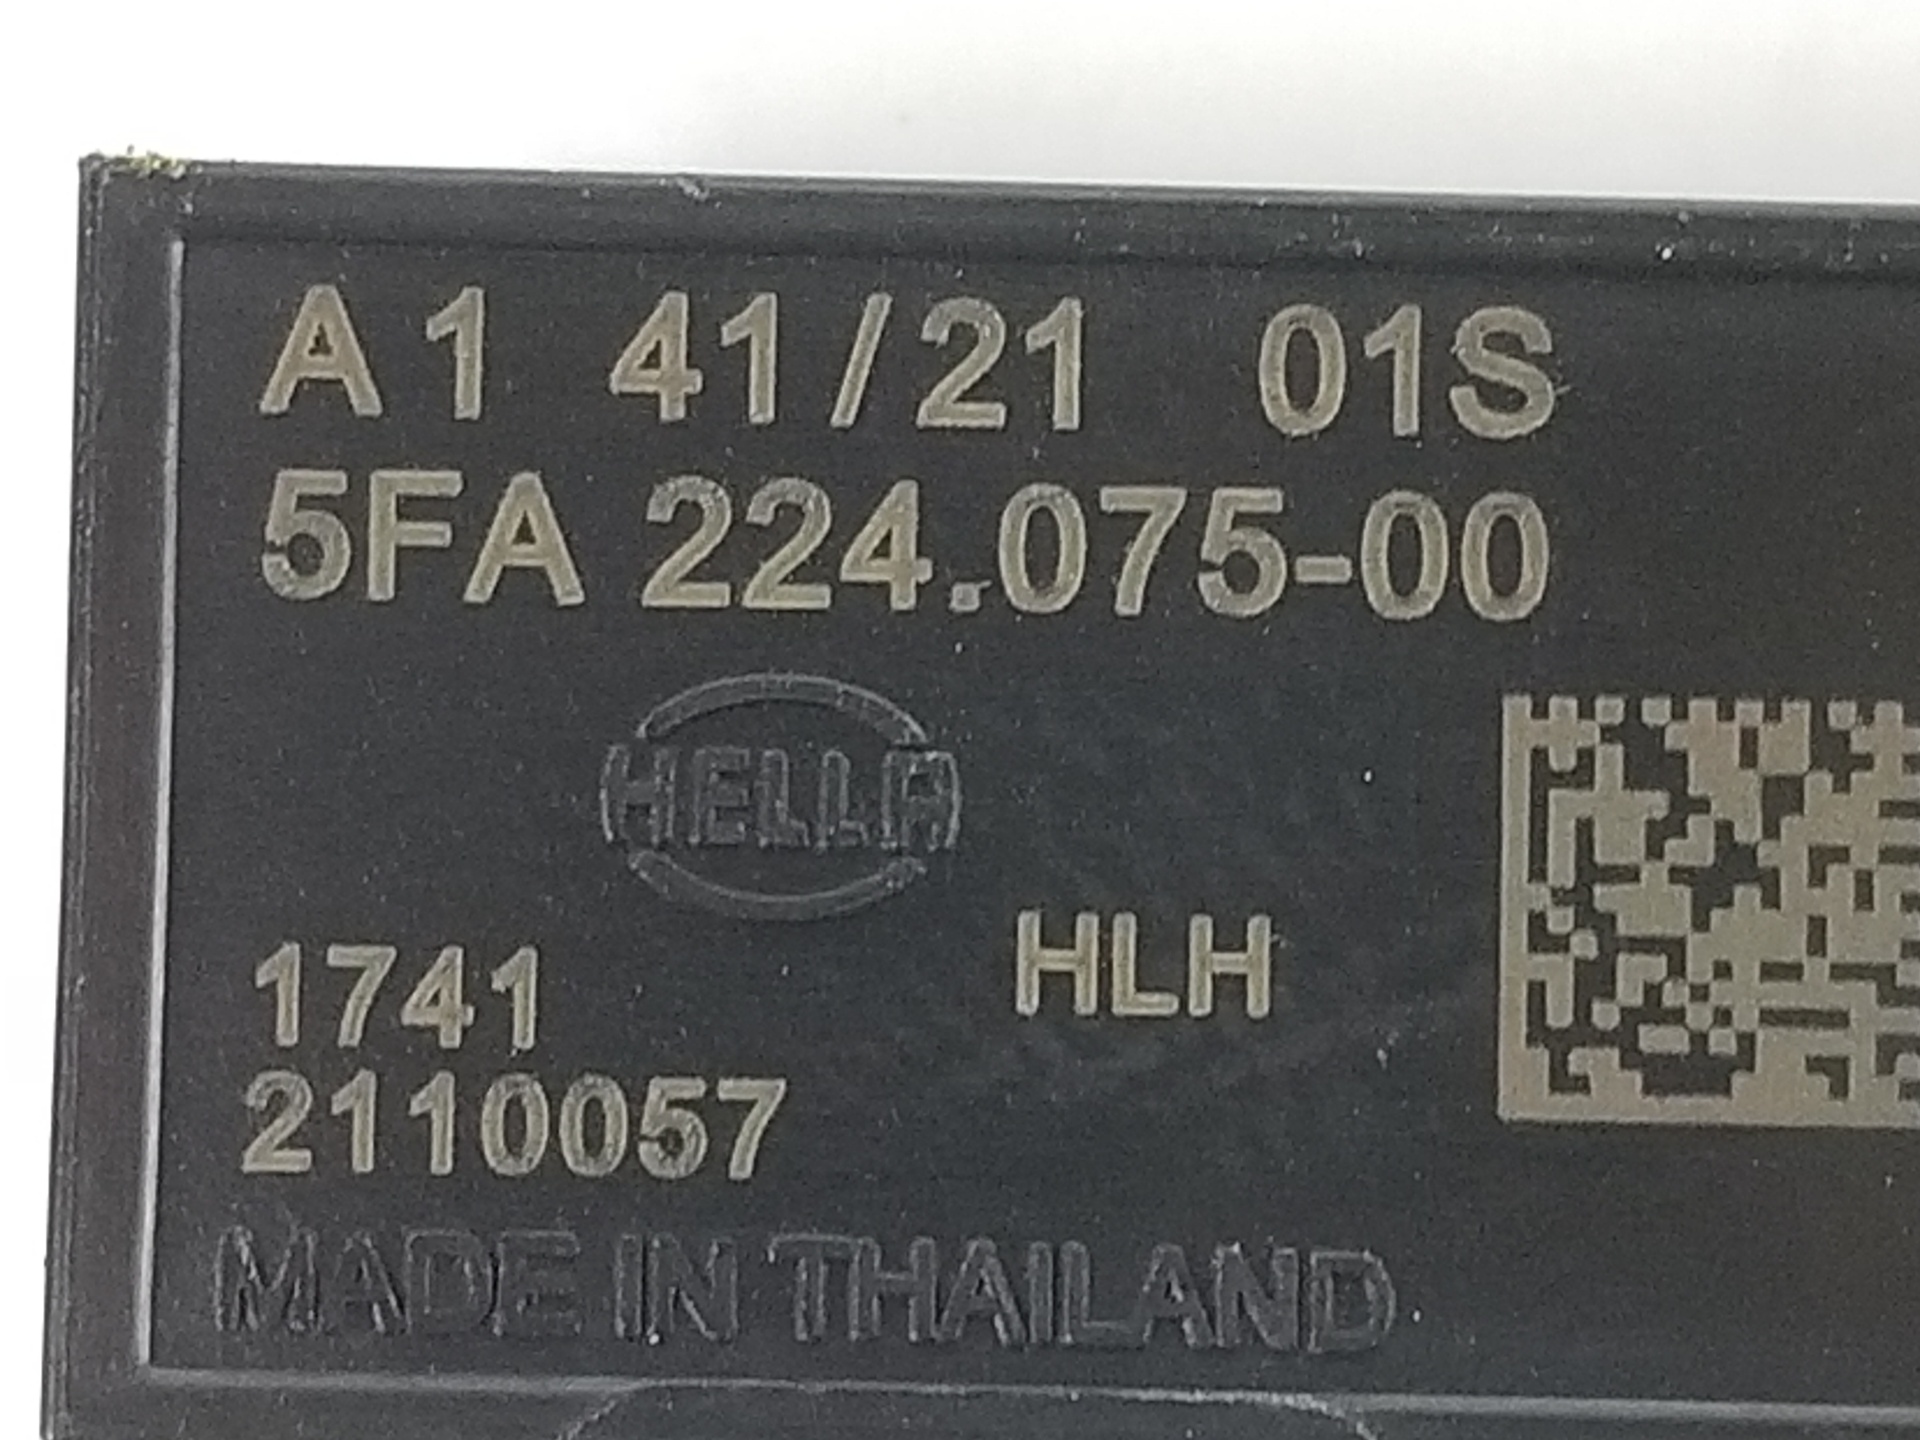 A1 41/21 01S
5FA 224.075-00
HELLA
HLH
1741
2110057
MADE IN THAILAND